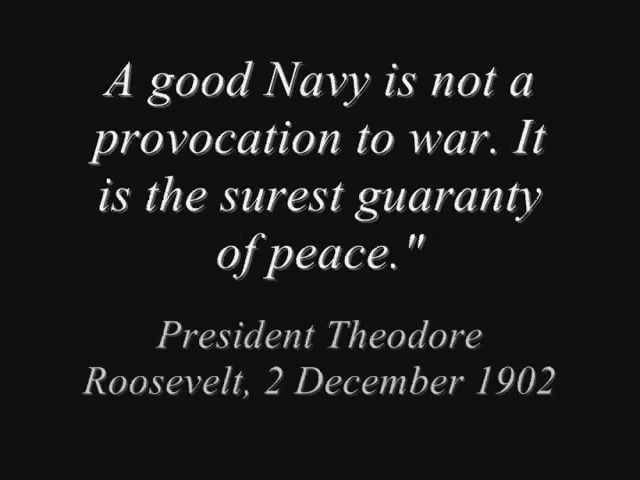 A good Navy is not a
provocation to war. It
is the surest guaranty
of peace."
President Theodore
Roosevelt, 2 December 1902